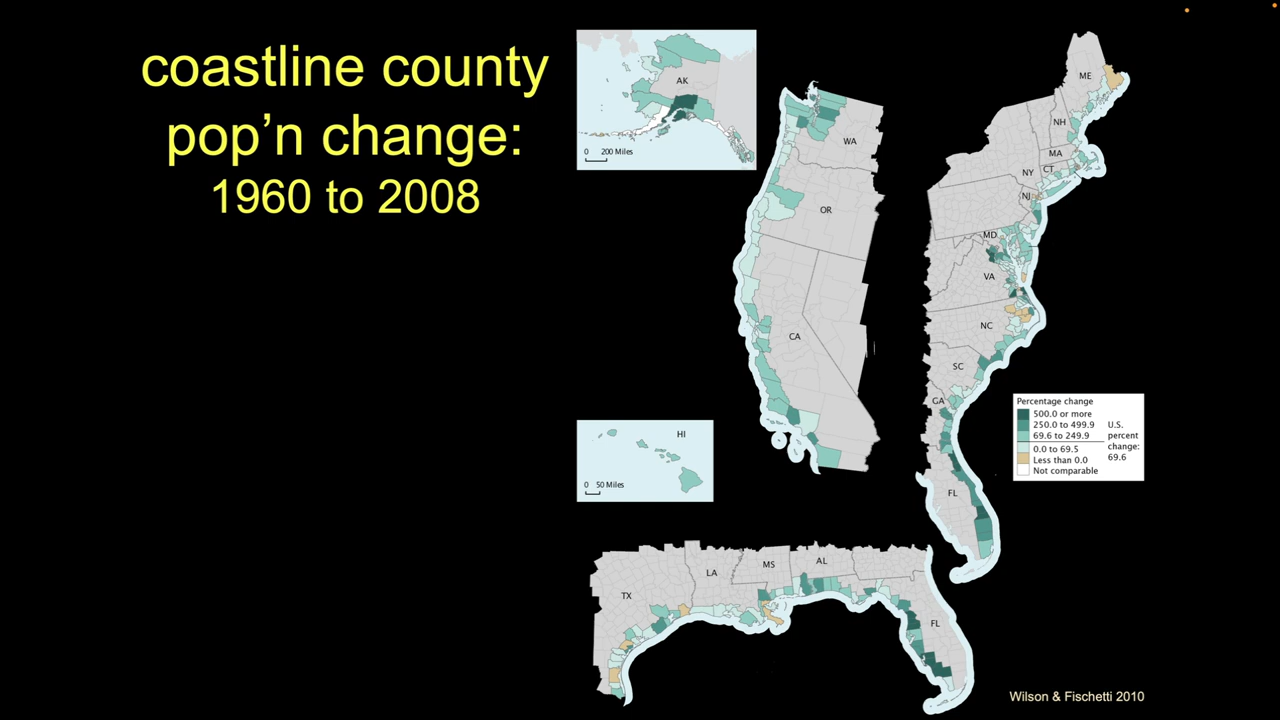 coastline county
pop’n change:
1960 to 2008
AK
0 200 Miles
HI
0 50 Miles
WA
OR
CA
ME
NH
MA
NY
CT
NJ
MD
VA
NC
SC
GA
FL
Percentage change
500.0 or more
250.0 to 499.9
69.6 to 249.9
0.0 to 69.5
Less than 0.0
Not comparable
U.S.
percent
change:
69.6
TX
LA
MS
AL
FL
Wilson & Fischetti 2010